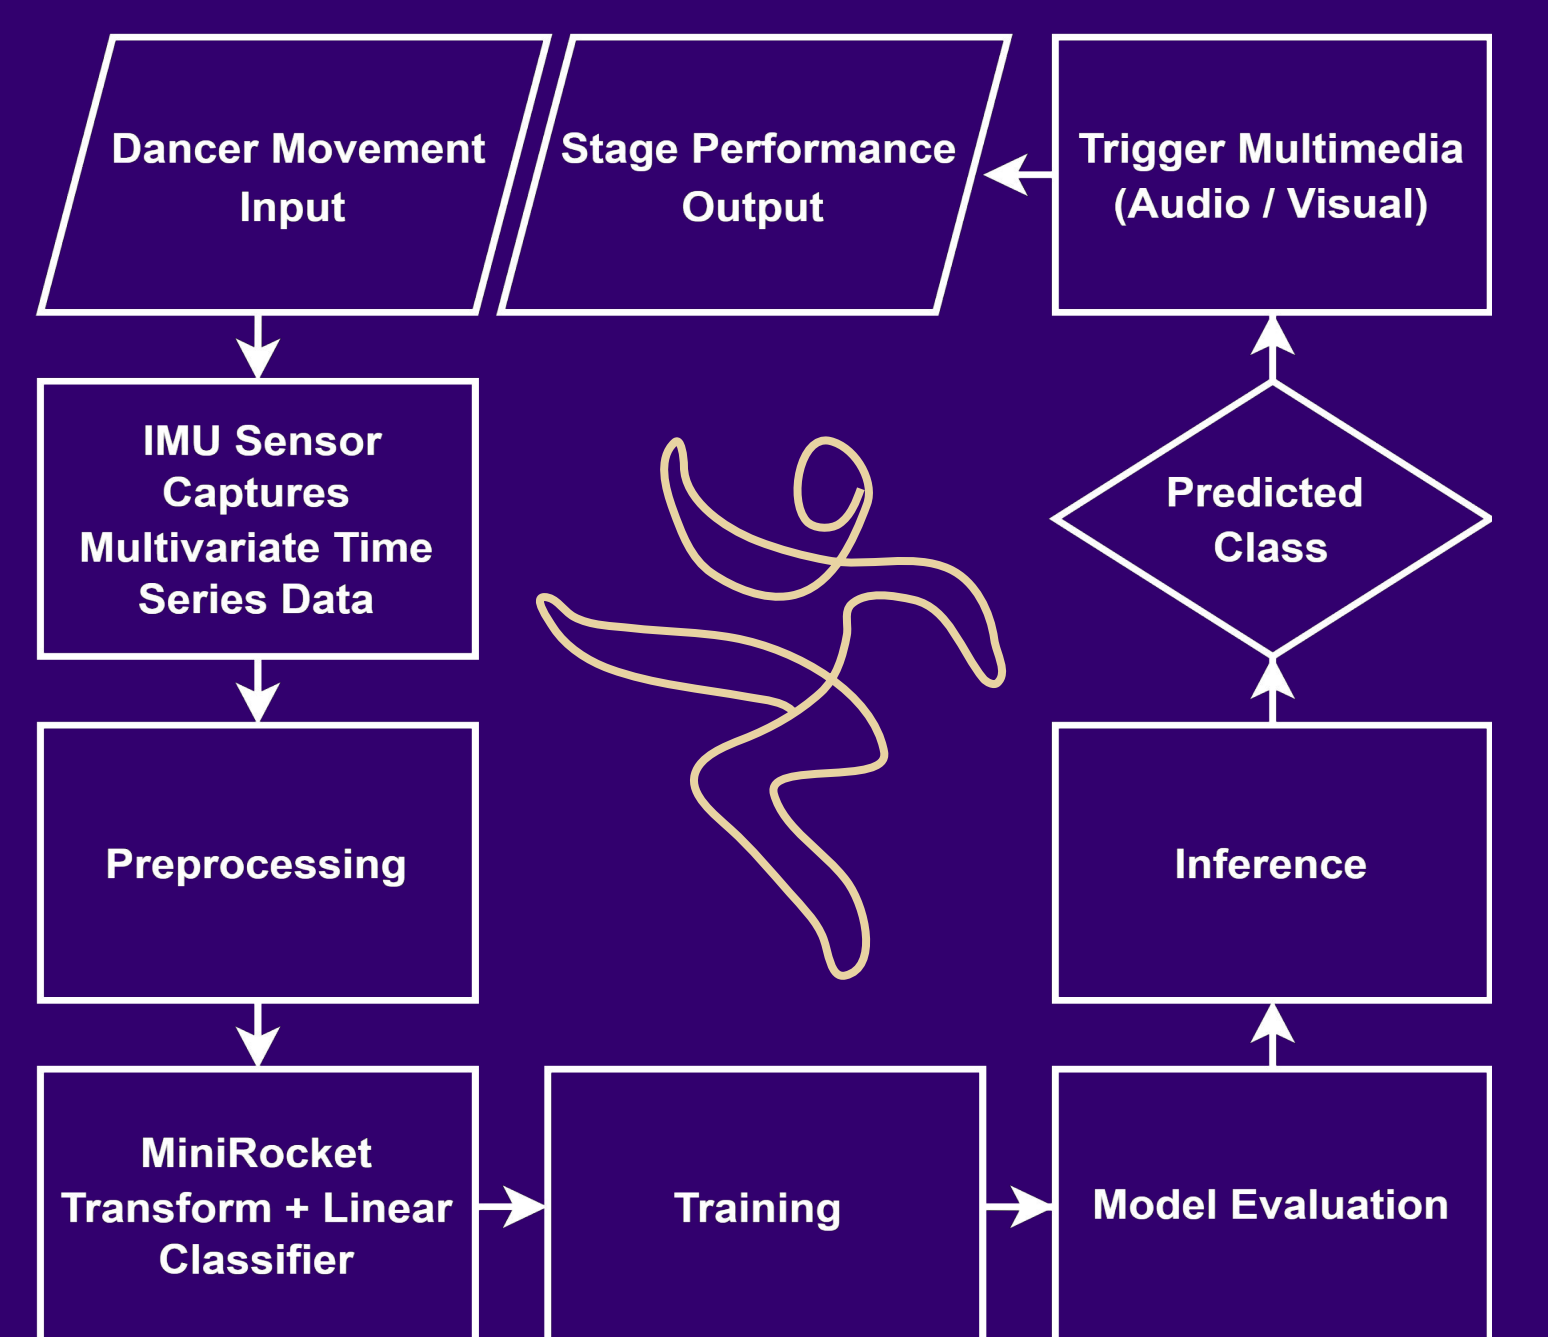 Dancer Movement
Input
Stage Performance
Output
Trigger Multimedia
(Audio / Visual)
IMU Sensor
Captures
Multivariate Time
Series Data
Predicted
Class
Preprocessing
Inference
MiniRocket
Transform + Linear
Classifier
Training
Model Evaluation